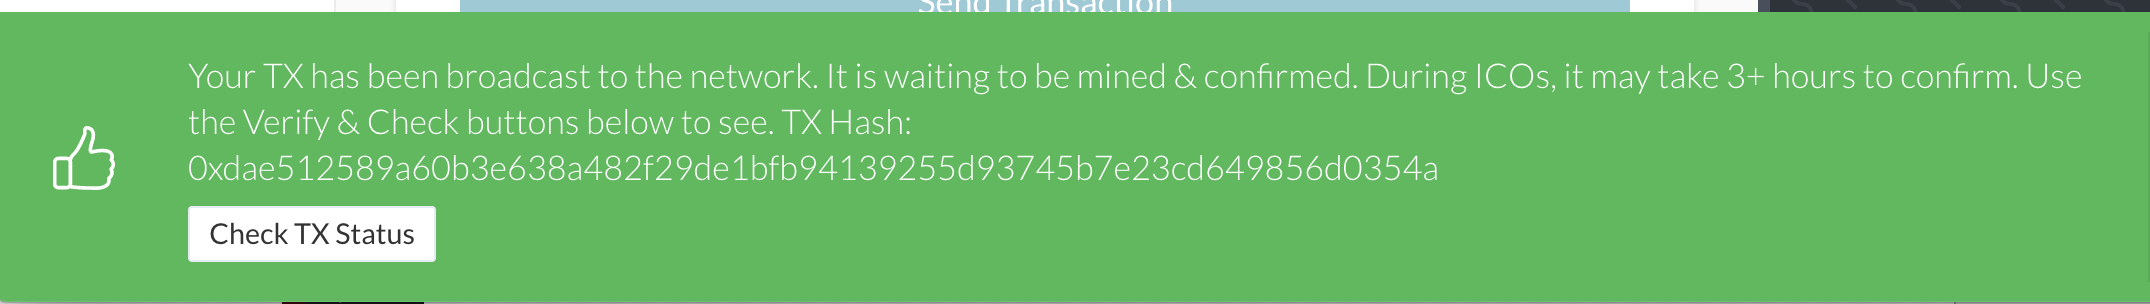 Send Transaction
Your TX has been broadcast to the network. It is waiting to be mined & confirmed. During ICOs, it may take 3+ hours to confirm. Use
the Verify & Check buttons below to see. TX Hash:
0xdae512589a60b3e638a482f29de1bfb94139255d93745b7e23cd649856d0354a
Check TX Status